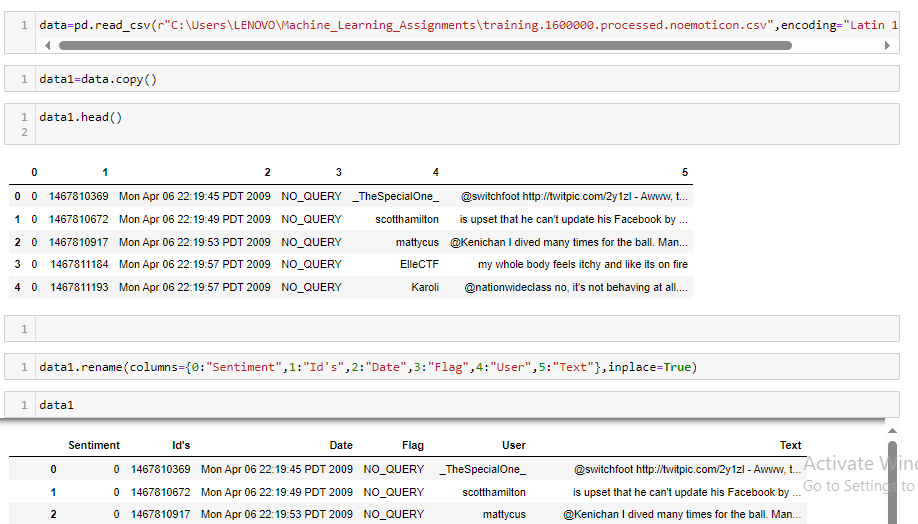 1 data=pd.read_csv(r"C:\Users\LENOVO\Machine_Learning_Assignments\training.1600000.processed.noemoticon.csv",encoding="Latin 1
1 data1=data.copy()
1 data1.head()
2
0 1 2 3 4 5
0 0 1467810369 Mon Apr 06 22:19:45 PDT 2009 NO_QUERY _TheSpecialOne_ @switchfoot http://twitpic.com/2y1zl - Awww, t...
1 0 1467810672 Mon Apr 06 22:19:49 PDT 2009 NO_QUERY scotthamilton is upset that he can't update his Facebook by ...
2 0 1467810917 Mon Apr 06 22:19:53 PDT 2009 NO_QUERY mattycus @Kenichan I dived many times for the ball. Man...
3 0 1467811184 Mon Apr 06 22:19:57 PDT 2009 NO_QUERY ElleCTF my whole body feels itchy and like its on fire
4 0 1467811193 Mon Apr 06 22:19:57 PDT 2009 NO_QUERY Karoli @nationwideclass no, it's not behaving at all....
1
1 data1.rename(columns={0:"Sentiment",1:"Id's",2:"Date",3:"Flag",4:"User",5:"Text"},inplace=True)
1 data1
Sentiment Id's Date Flag User Text
0 0 1467810369 Mon Apr 06 22:19:45 PDT 2009 NO_QUERY _TheSpecialOne_ @switchfoot http://twitpic.com/2y1zl - Awww, t...
1 0 1467810672 Mon Apr 06 22:19:49 PDT 2009 NO_QUERY scotthamilton is upset that he can't update his Facebook by ...
2 0 1467810917 Mon Apr 06 22:19:53 PDT 2009 NO_QUERY mattycus @Kenichan I dived many times for the ball. Man...
Activate Wind
Go to Settings to